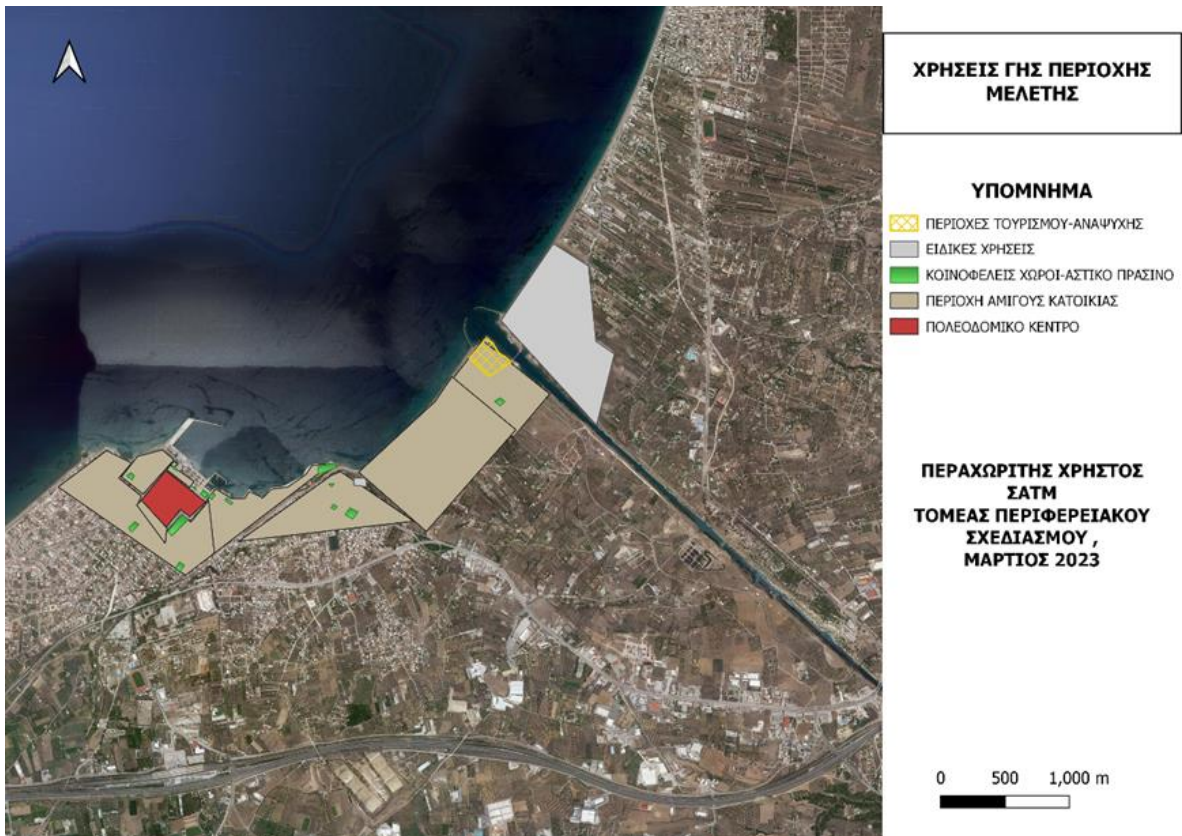 ΧΡΗΣΕΙΣ ΓΗΣ ΠΕΡΙΟΧΗΣ
ΜΕΛΕΤΗΣ
ΥΠΟΜΝΗΜΑ
ΠΕΡΙΟΧΕΣ ΤΟΥΡΙΣΜΟΥ-ΑΝΑΨΥΧΗΣ
ΕΙΔΙΚΕΣ ΧΡΗΣΕΙΣ
ΚΟΙΝΟΦΕΛΕΙΣ ΧΩΡΟΙ-ΑΣΤΙΚΟ ΠΡΑΣΙΝΟ
ΠΕΡΙΟΧΗ ΑΜΙΓΟΥΣ ΚΑΤΟΙΚΙΑΣ
ΠΟΛΕΟΔΟΜΙΚΟ ΚΕΝΤΡΟ
ΠΕΡΑΧΩΡΙΤΗΣ ΧΡΗΣΤΟΣ
ΣΑΤΜ
ΤΟΜΕΑΣ ΠΕΡΙΦΕΡΕΙΑΚΟΥ
ΣΧΕΔΙΑΣΜΟΥ ,
ΜΑΡΤΙΟΣ 2023
0 500 1,000 m